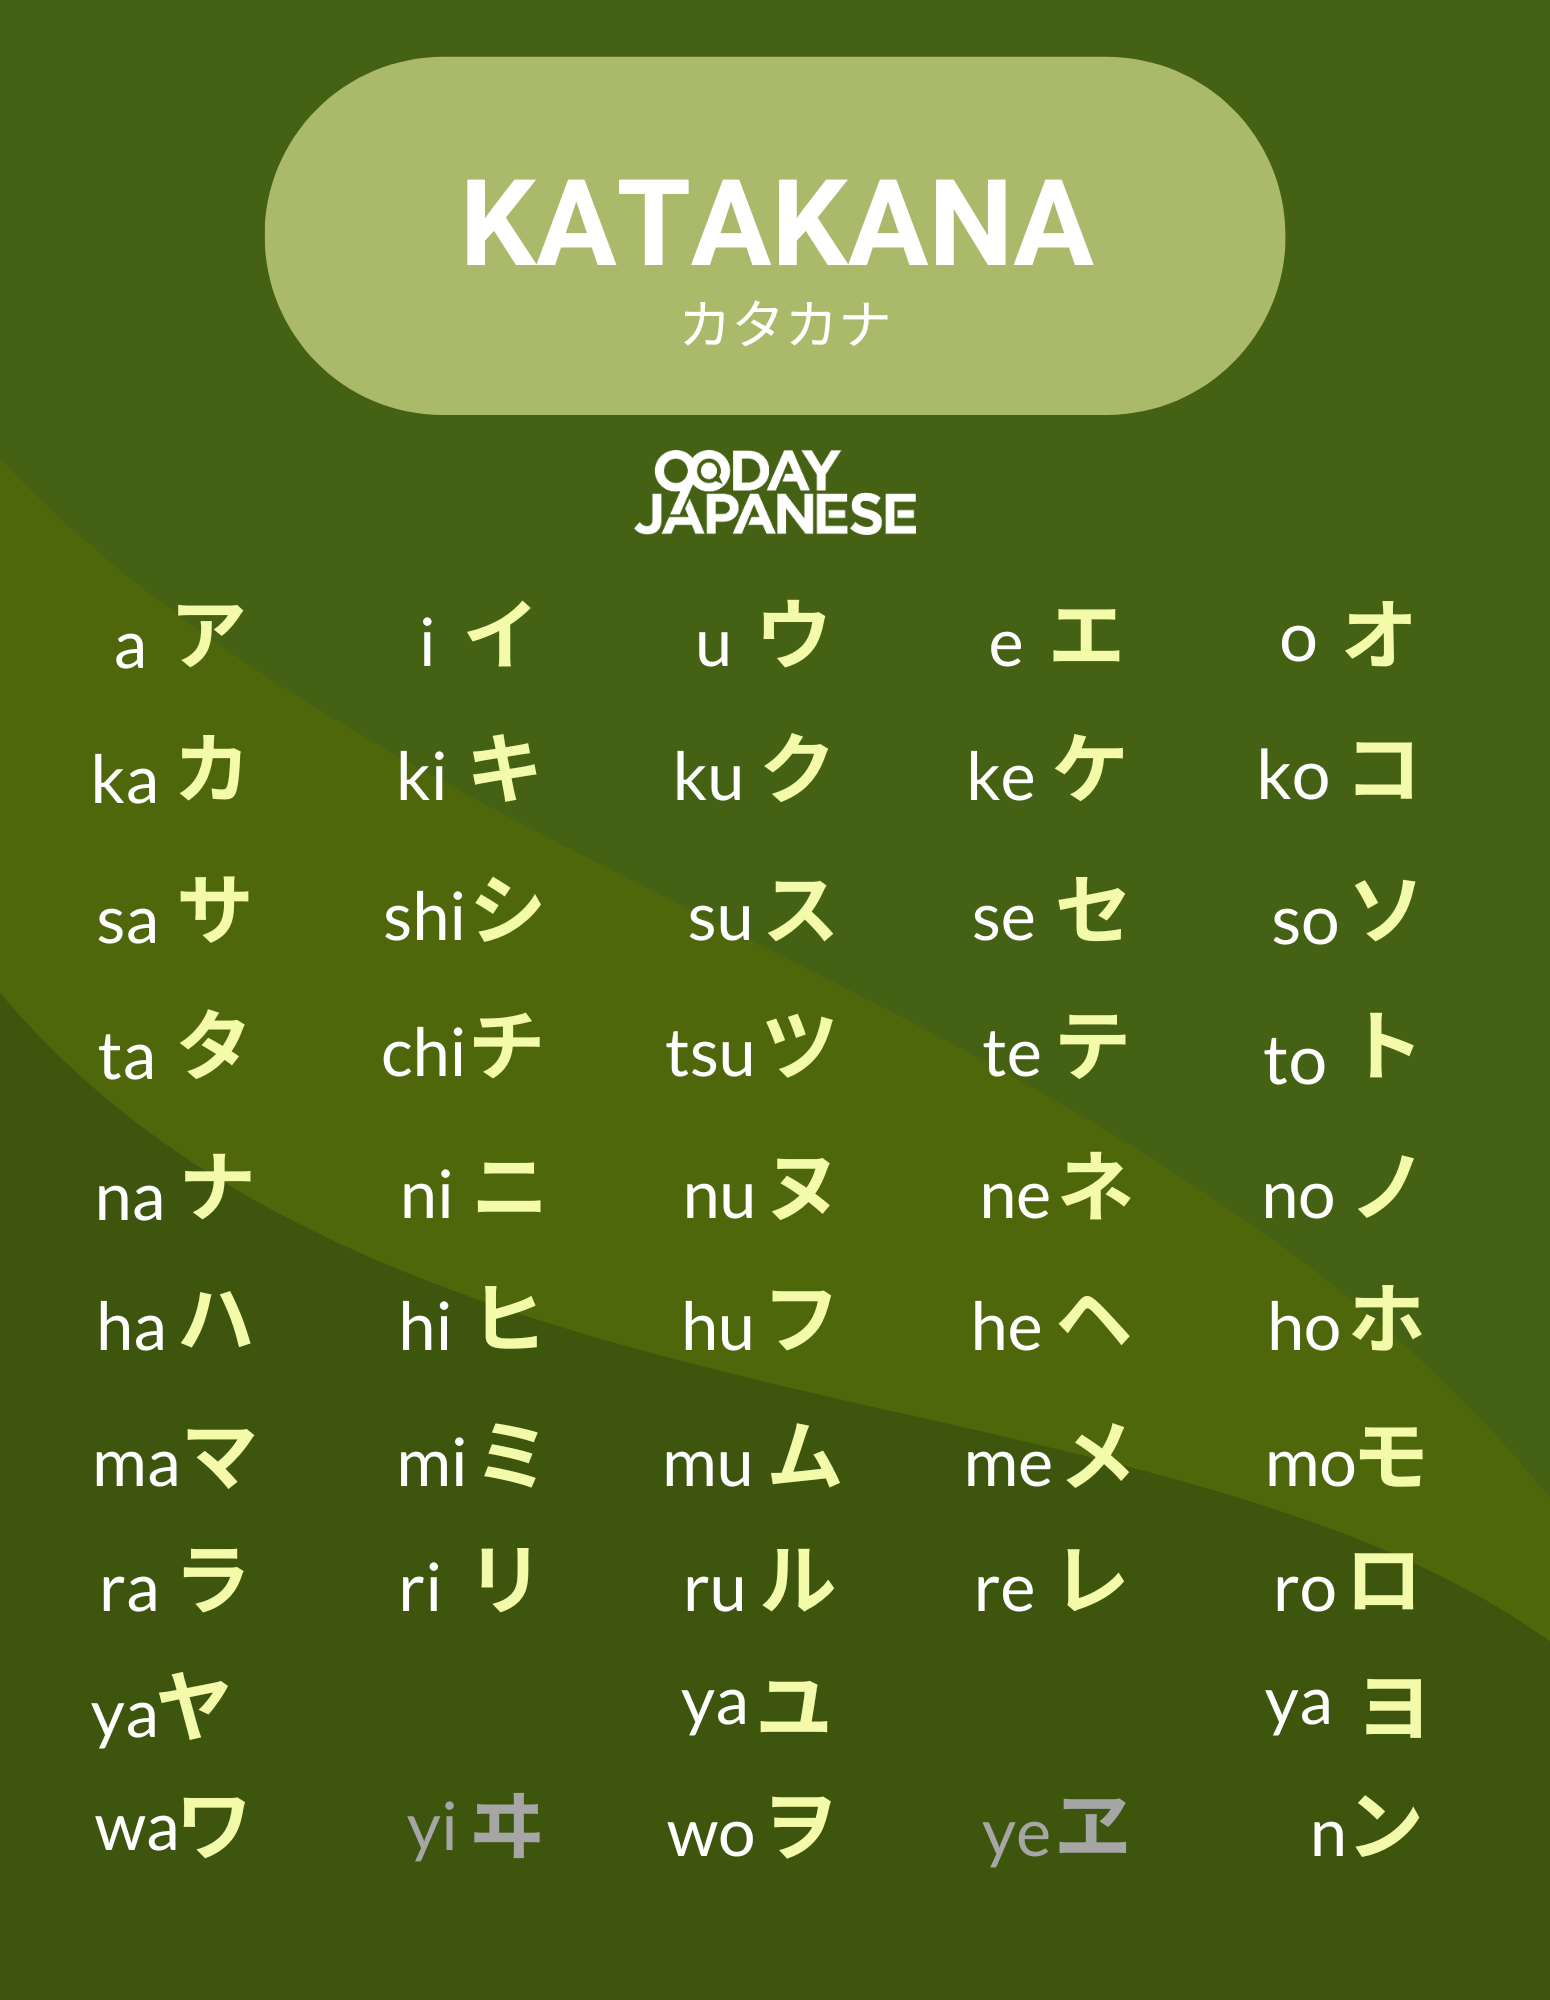 KATAKANA
カタカナ
90DAY
JAPANESE
a ア i イ u ウ e エ o オ
ka カ ki キ ku ク ke ケ ko コ
sa サ shi シ su ス se セ so ソ
ta タ chi チ tsu ツ te テ to ト
na ナ ni ニ nu ヌ ne ネ no ノ
ha ハ hi ヒ hu フ he ヘ ho ホ
ma マ mi ミ mu ム me メ mo モ
ra ラ ri リ ru ル re レ ro ロ
ya ヤ ya ユ ya ヨ
wa ワ yi ヰ wo ヲ ye ヱ n ン